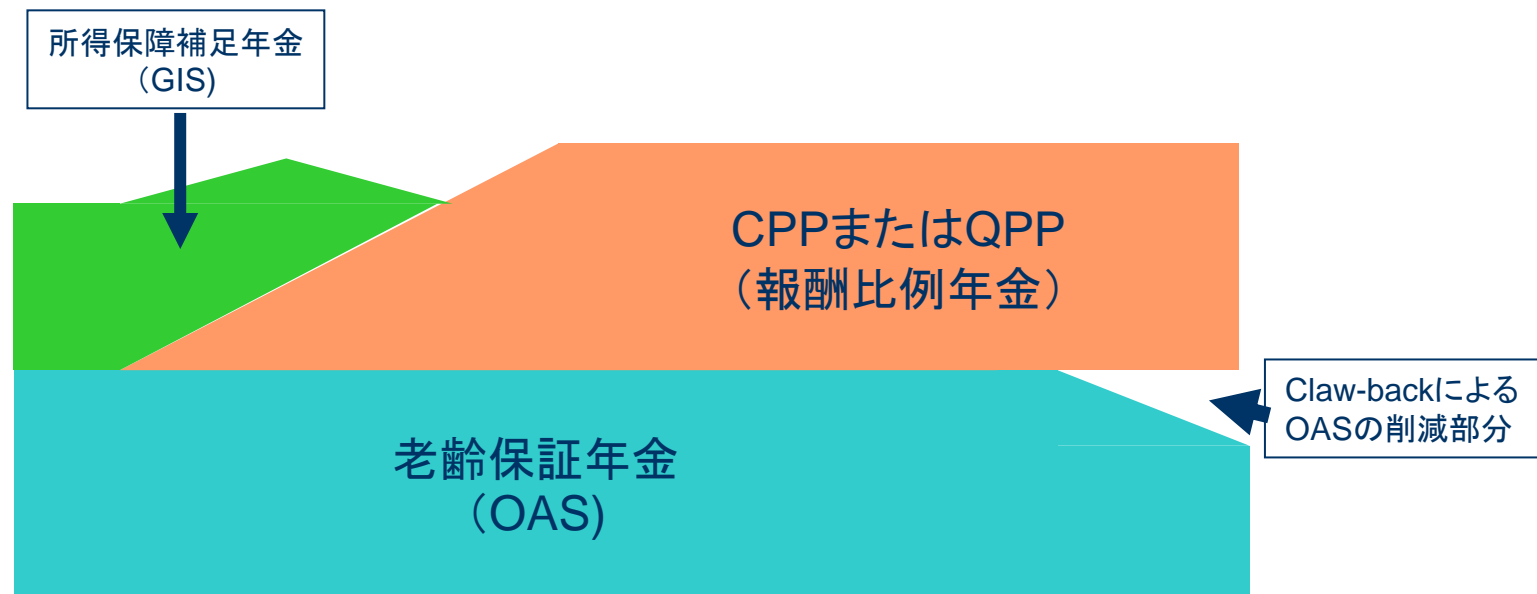 所得保障補足年金
（GIS)
CPPまたはQPP
（報酬比例年金）
Claw-backによる
OASの削減部分
老齢保証年金
（OAS)